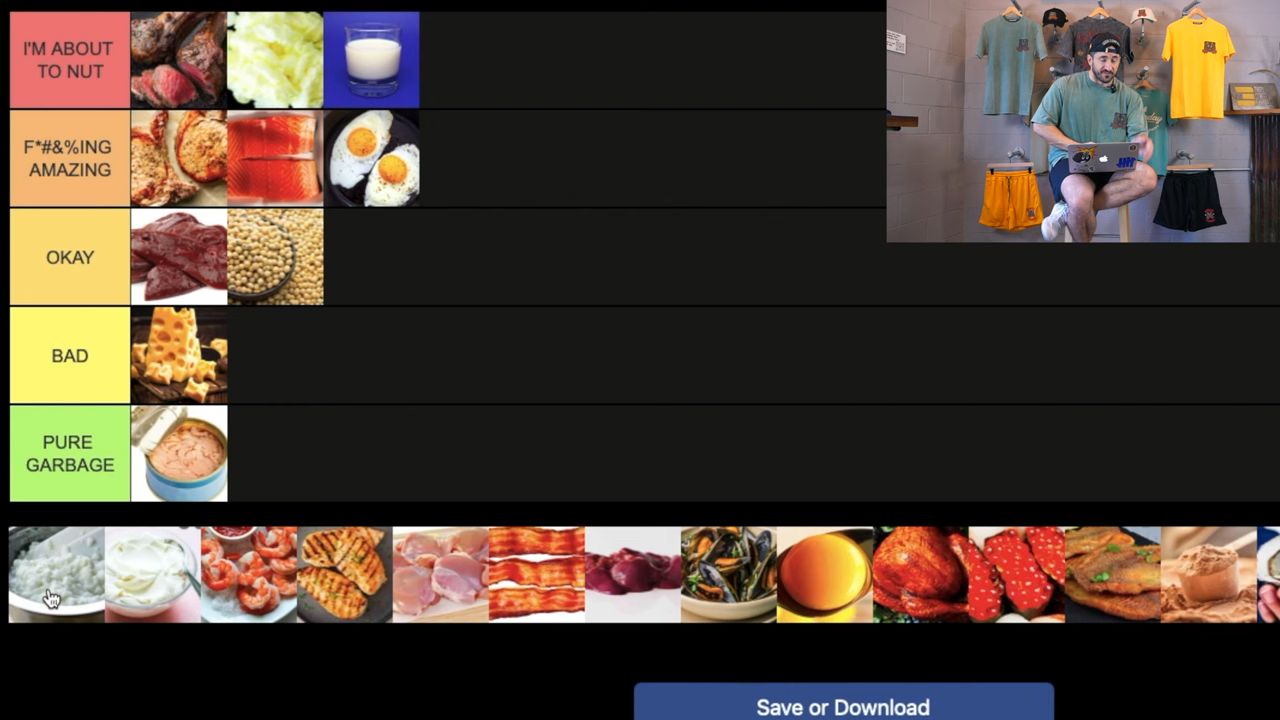 I'M ABOUT
TO NUT
F*#&%ING
AMAZING
OKAY
BAD
PURE
GARBAGE
Save or Download